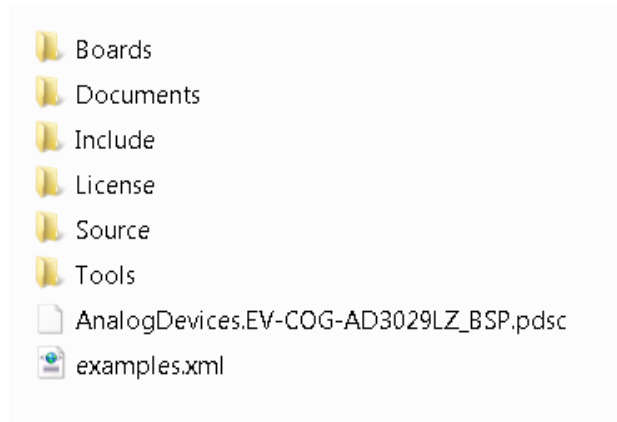 Boards
Documents
Include
License
Source
Tools
AnalogDevices.EV-COG-AD3029LZ_BSP.pdsc
examples.xml